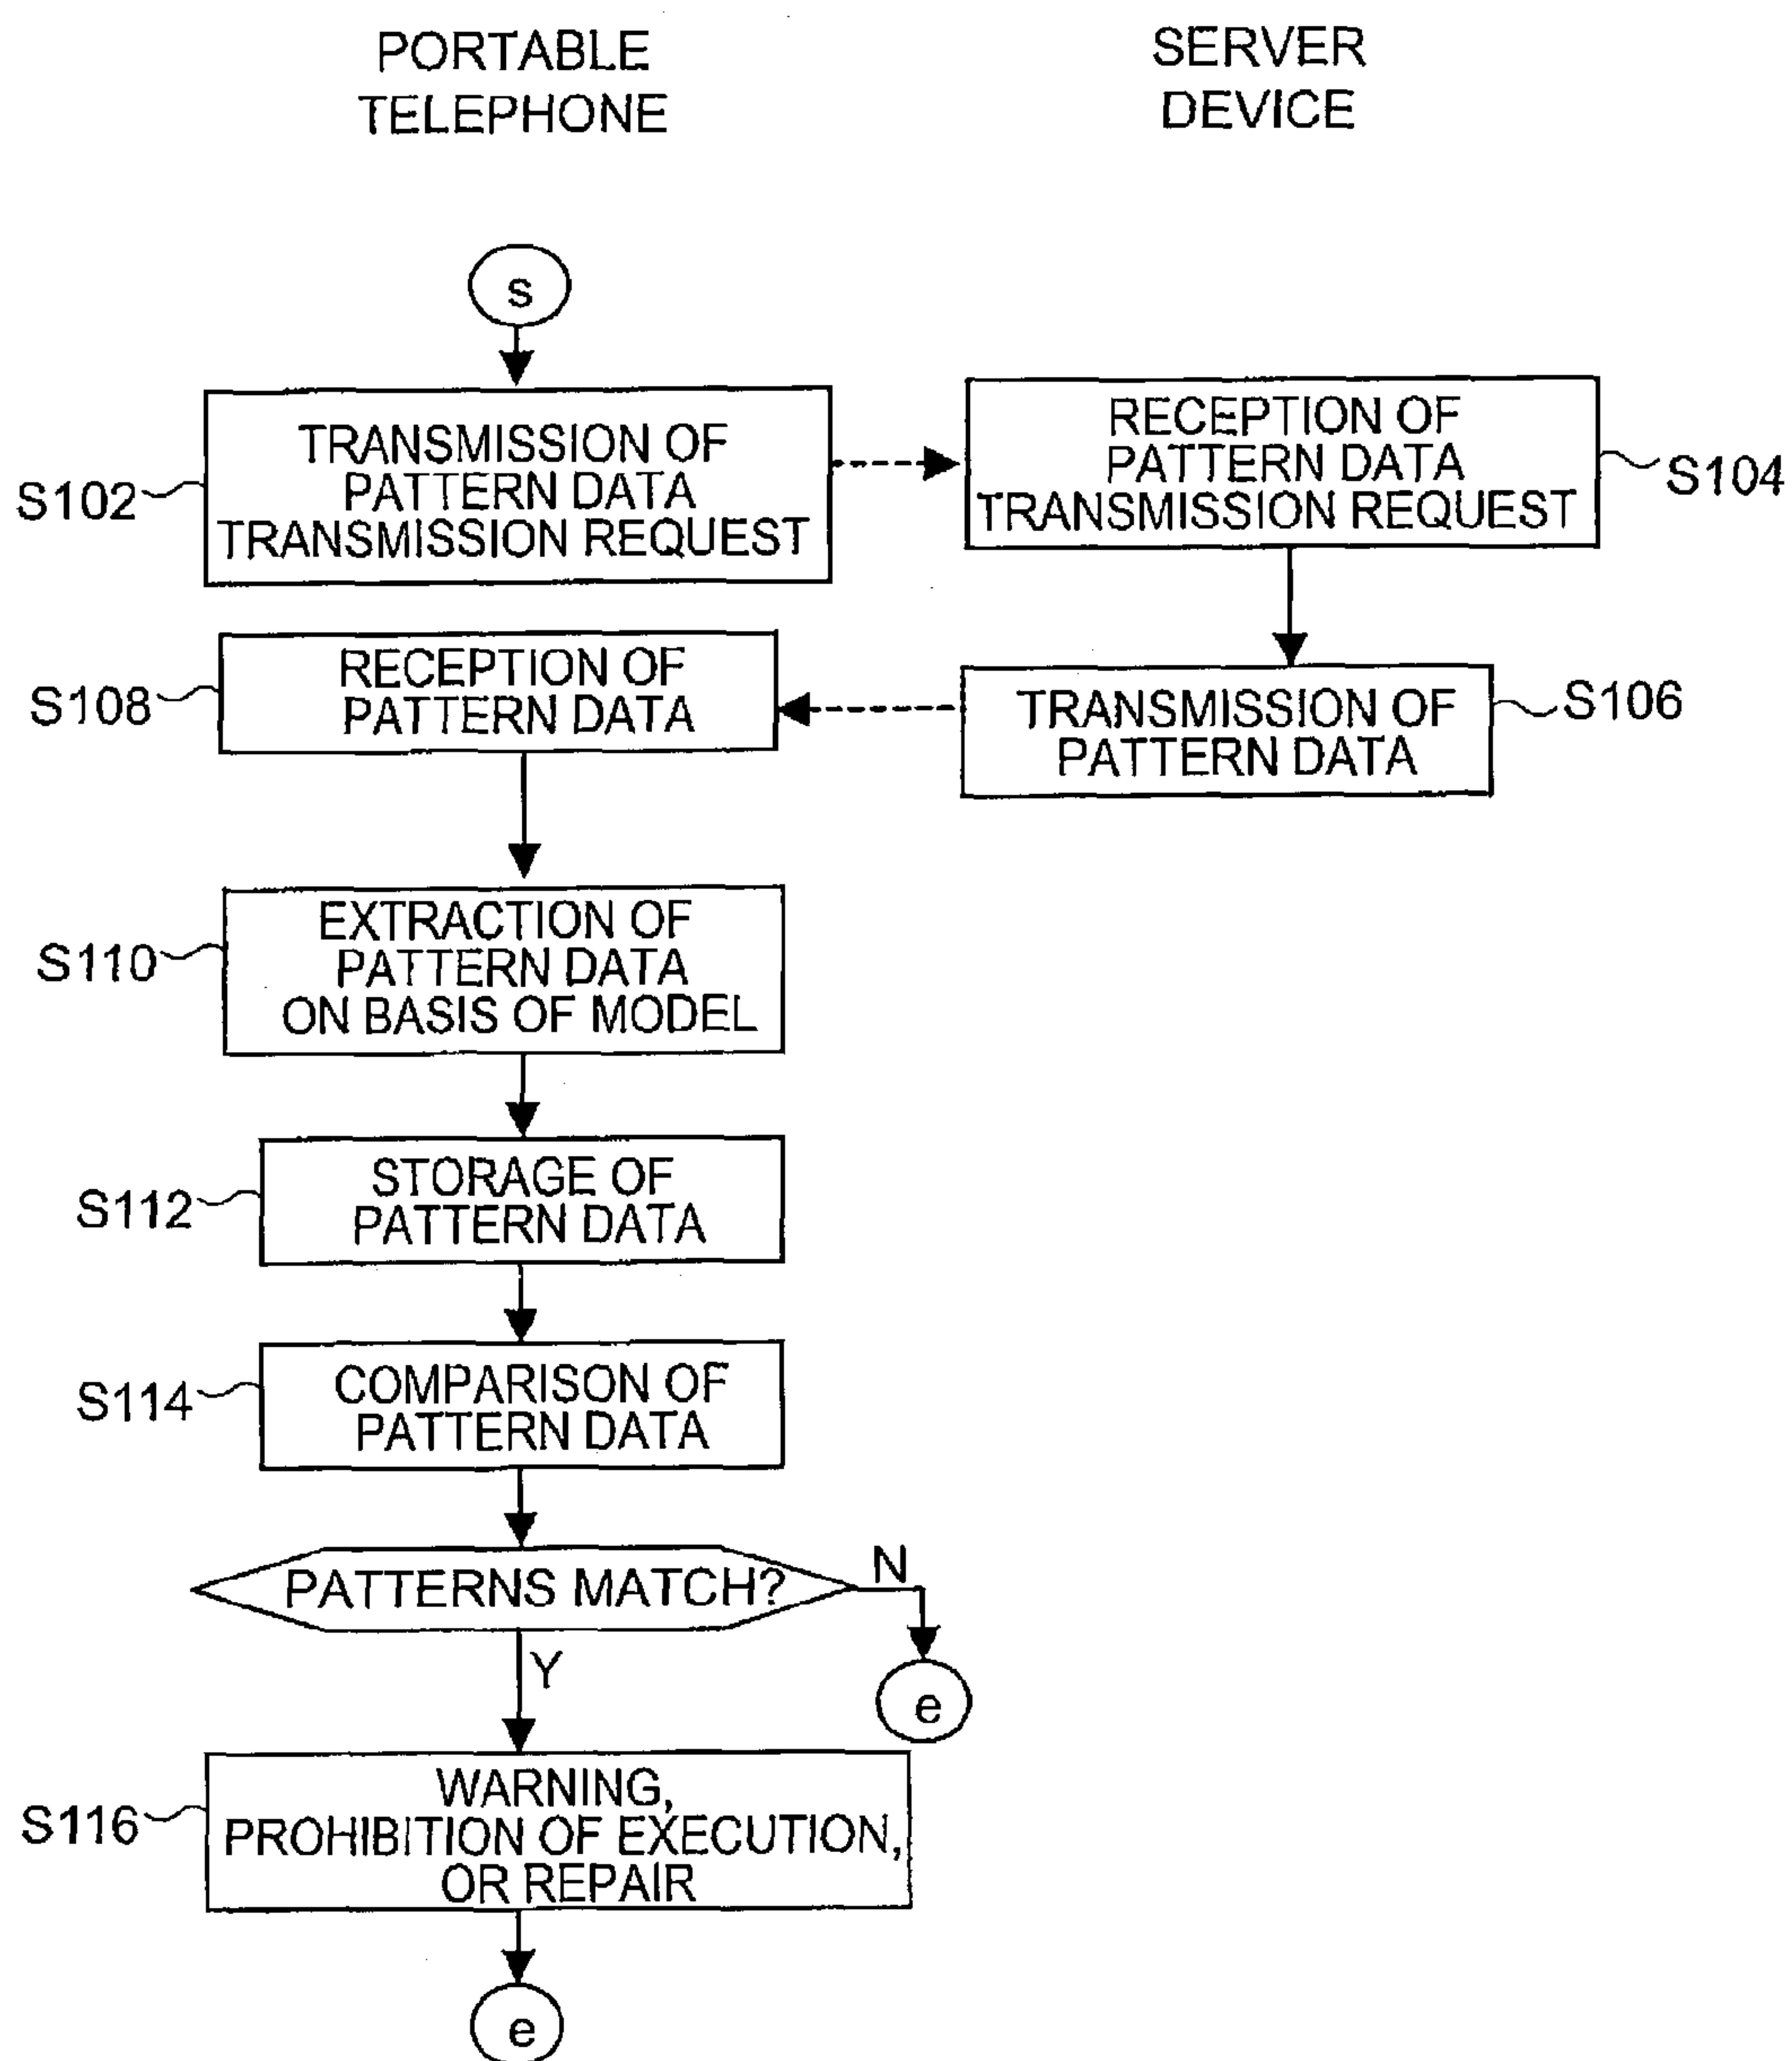 PORTABLE
TELEPHONE
SERVER
DEVICE
s
TRANSMISSION OF
PATTERN DATA
TRANSMISSION REQUEST
S102
RECEPTION OF
PATTERN DATA
TRANSMISSION REQUEST
S104
RECEPTION OF
PATTERN DATA
S108
TRANSMISSION OF
PATTERN DATA
S106
EXTRACTION OF
PATTERN DATA
ON BASIS OF MODEL
S110
STORAGE OF
PATTERN DATA
S112
COMPARISON OF
PATTERN DATA
S114
PATTERNS MATCH?
N
Y
e
WARNING,
PROHIBITION OF EXECUTION,
OR REPAIR
S116
e